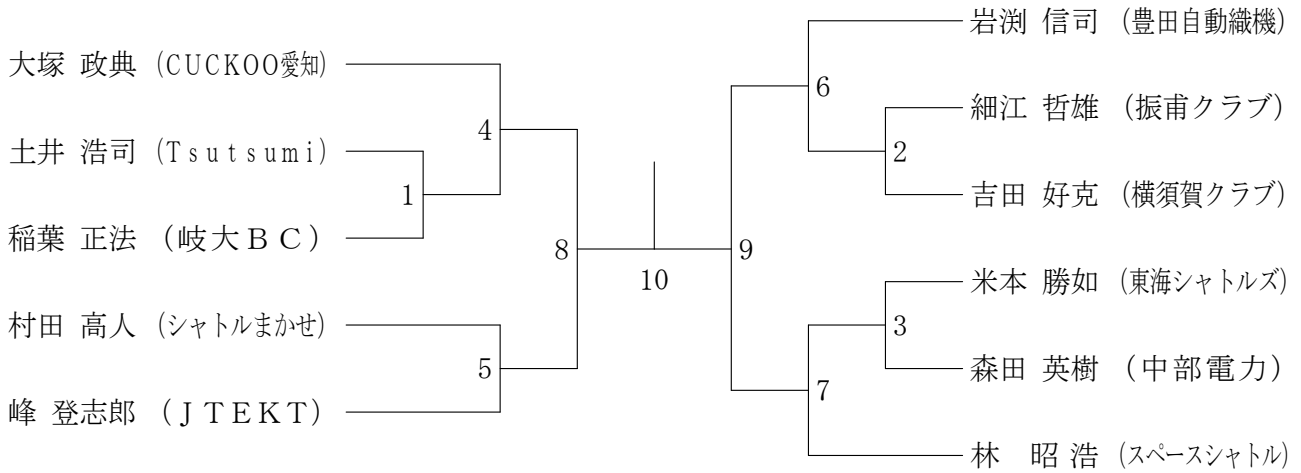 大塚 政典 (CUCKOO愛知)
土井 浩司 (Tsutsumi)
稲葉 正法 (岐大BC)
村田 高人 (シャトルまかせ)
峰 登志郎 (JTEKT)
4
1
8
5
10
岩渕 信司 (豊田自動織機)
細江 哲雄 (振甫クラブ)
吉田 好克 (横須賀クラブ)
米本 勝如 (東海シャトルズ)
森田 英樹 (中部電力)
林 昭浩 (スペースシャトル)
6
2
9
3
7